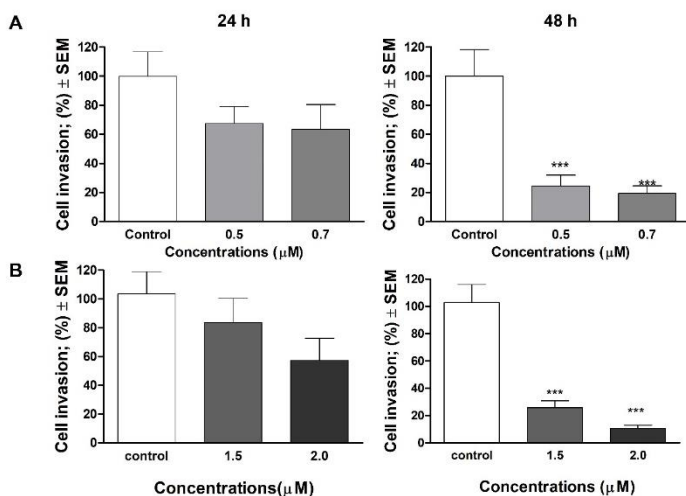 A
24 h
48 h
Cell invasion; (%) ± SEM
120
100
80
60
40
20
0
Control
0.5
0.7
Concentrations (μM)
Cell invasion; (%) ± SEM
120
100
80
60
40
20
0
***
***
Control
0.5
0.7
Concentrations (μM)
B
Cell invasion; (%) ± SEM
120
100
80
60
40
20
0
control
1.5
2.0
Concentrations(μM)
Cell invasion; (%) ± SEM
120
100
80
60
40
20
0
***
***
control
1.5
2.0
Concentrations (μM)